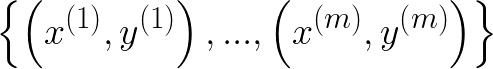 {(x^{(1)}, y^{(1)}), ..., (x^{(m)}, y^{(m)})}